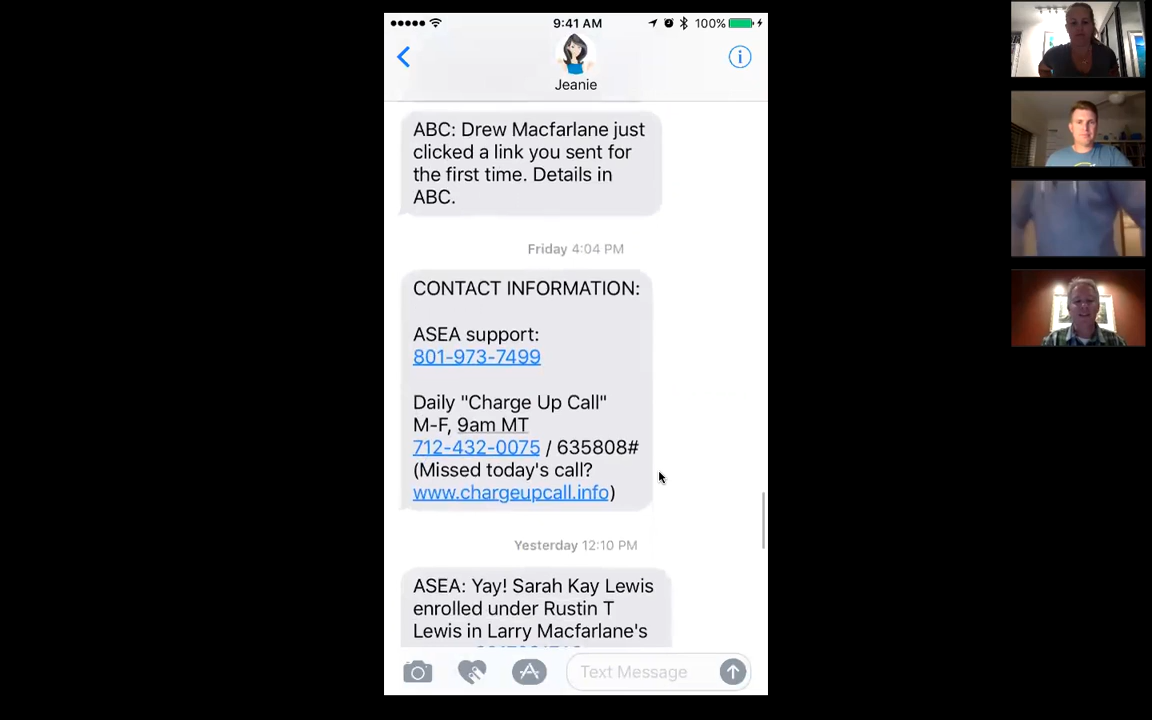 9:41 AM
100%
Jeanie
ABC: Drew Macfarlane just
clicked a link you sent for
the first time. Details in
ABC.
Friday 4:04 PM
CONTACT INFORMATION:
ASEA support:
801-973-7499
Daily "Charge Up Call"
M-F, 9am MT
712-432-0075 / 635808#
(Missed today's call?
www.chargeupcall.info)
Yesterday 12:10 PM
ASEA: Yay! Sarah Kay Lewis
enrolled under Rustin T
Lewis in Larry Macfarlane's
Text Message